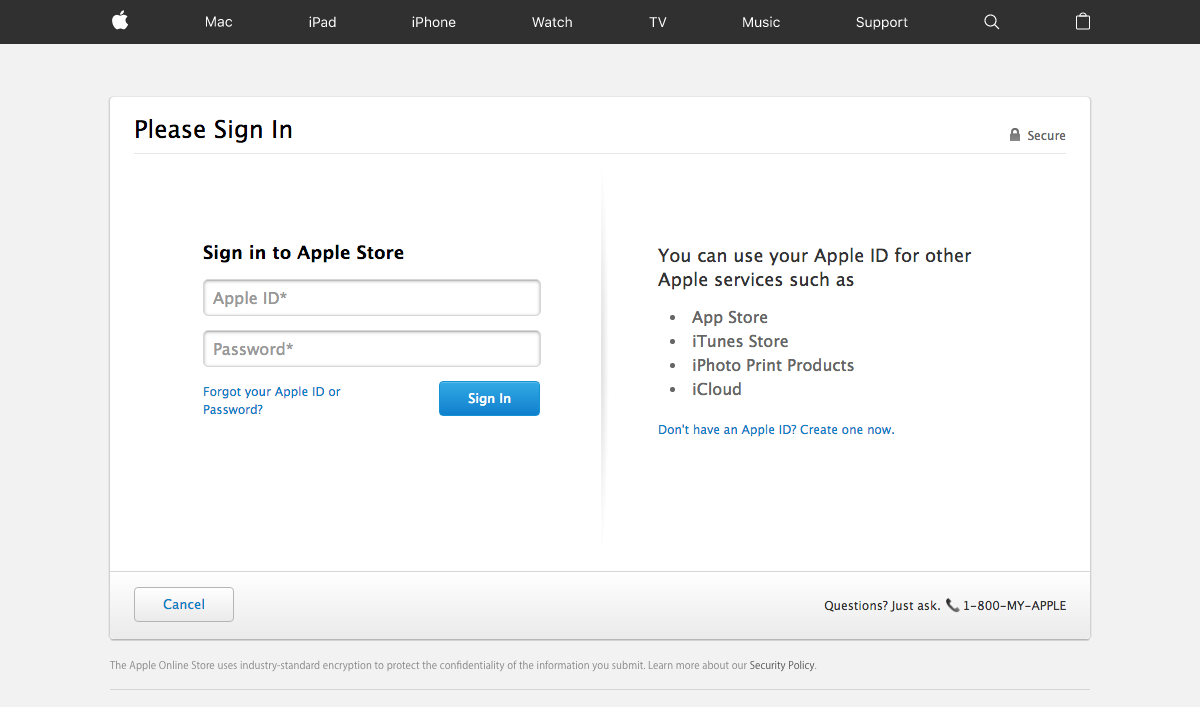 Mac iPad iPhone Watch TV Music Support
Please Sign In
Secure
Sign in to Apple Store
Apple ID*
Password*
Forgot your Apple ID or
Password?
Sign In
You can use your Apple ID for other
Apple services such as
• App Store
• iTunes Store
• iPhoto Print Products
• iCloud
Don't have an Apple ID? Create one now.
Cancel
Questions? Just ask. 1-800-MY-APPLE
The Apple Online Store uses industry-standard encryption to protect the confidentiality of the information you submit. Learn more about our Security Policy.